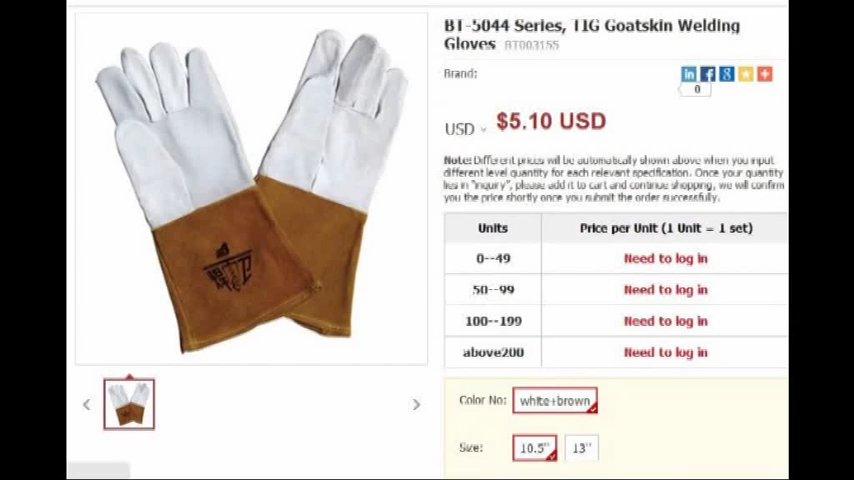 BT-5044 Series, TIG Goatskin Welding
Gloves BT003155
Brand:
0
USD $5.10 USD
Note: Different prices will be automatically shown above when you input
different level quantity for each relevant specification. Once your quantity
lies in "inquiry", please add it to cart and continue shopping, we will confirm
you the price shortly once you submit the order successfully.
Units Price per Unit (1 Unit = 1 set)
0--49 Need to log in
50--99 Need to log in
100--199 Need to log in
above200 Need to log in
Color No: white+brown
Size: 10.5" 13"